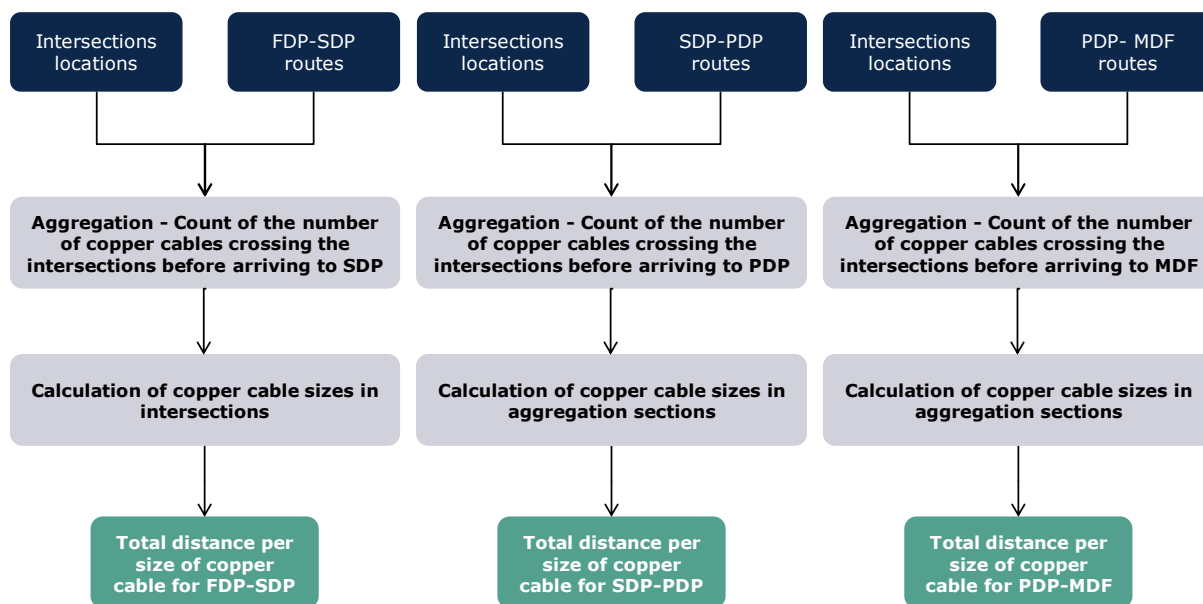 Intersections
locations
FDP-SDP
routes
Intersections
locations
SDP-PDP
routes
Intersections
locations
PDP- MDF
routes
Aggregation – Count of the number
of copper cables crossing the
intersections before arriving to SDP
Aggregation – Count of the number
of copper cables crossing the
intersections before arriving to PDP
Aggregation – Count of the number
of copper cables crossing the
intersections before arriving to MDF
Calculation of copper cable sizes in
intersections
Calculation of copper cable sizes in
aggregation sections
Calculation of copper cable sizes in
aggregation sections
Total distance per
size of copper
cable for FDP–SDP
Total distance per
size of copper
cable for SDP–PDP
Total distance per
size of copper
cable for PDP–MDF